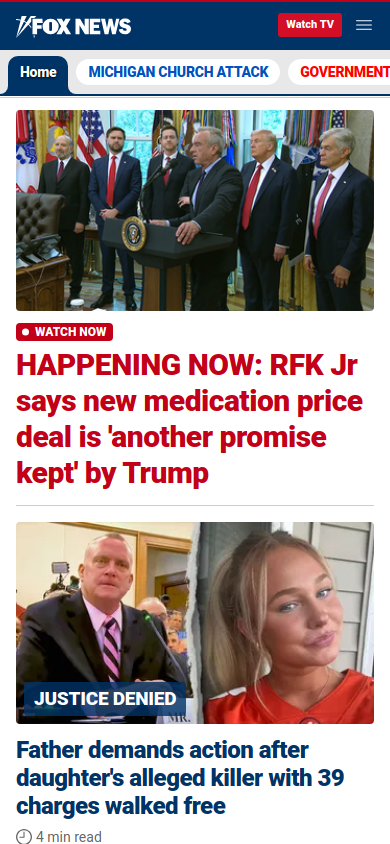 FOX NEWS
Watch TV
Home
MICHIGAN CHURCH ATTACK
GOVERNMENT
WATCH NOW
HAPPENING NOW: RFK Jr
says new medication price
deal is 'another promise
kept' by Trump
JUSTICE DENIED
MR.
Father demands action after
daughter's alleged killer with 39
charges walked free
4 min read